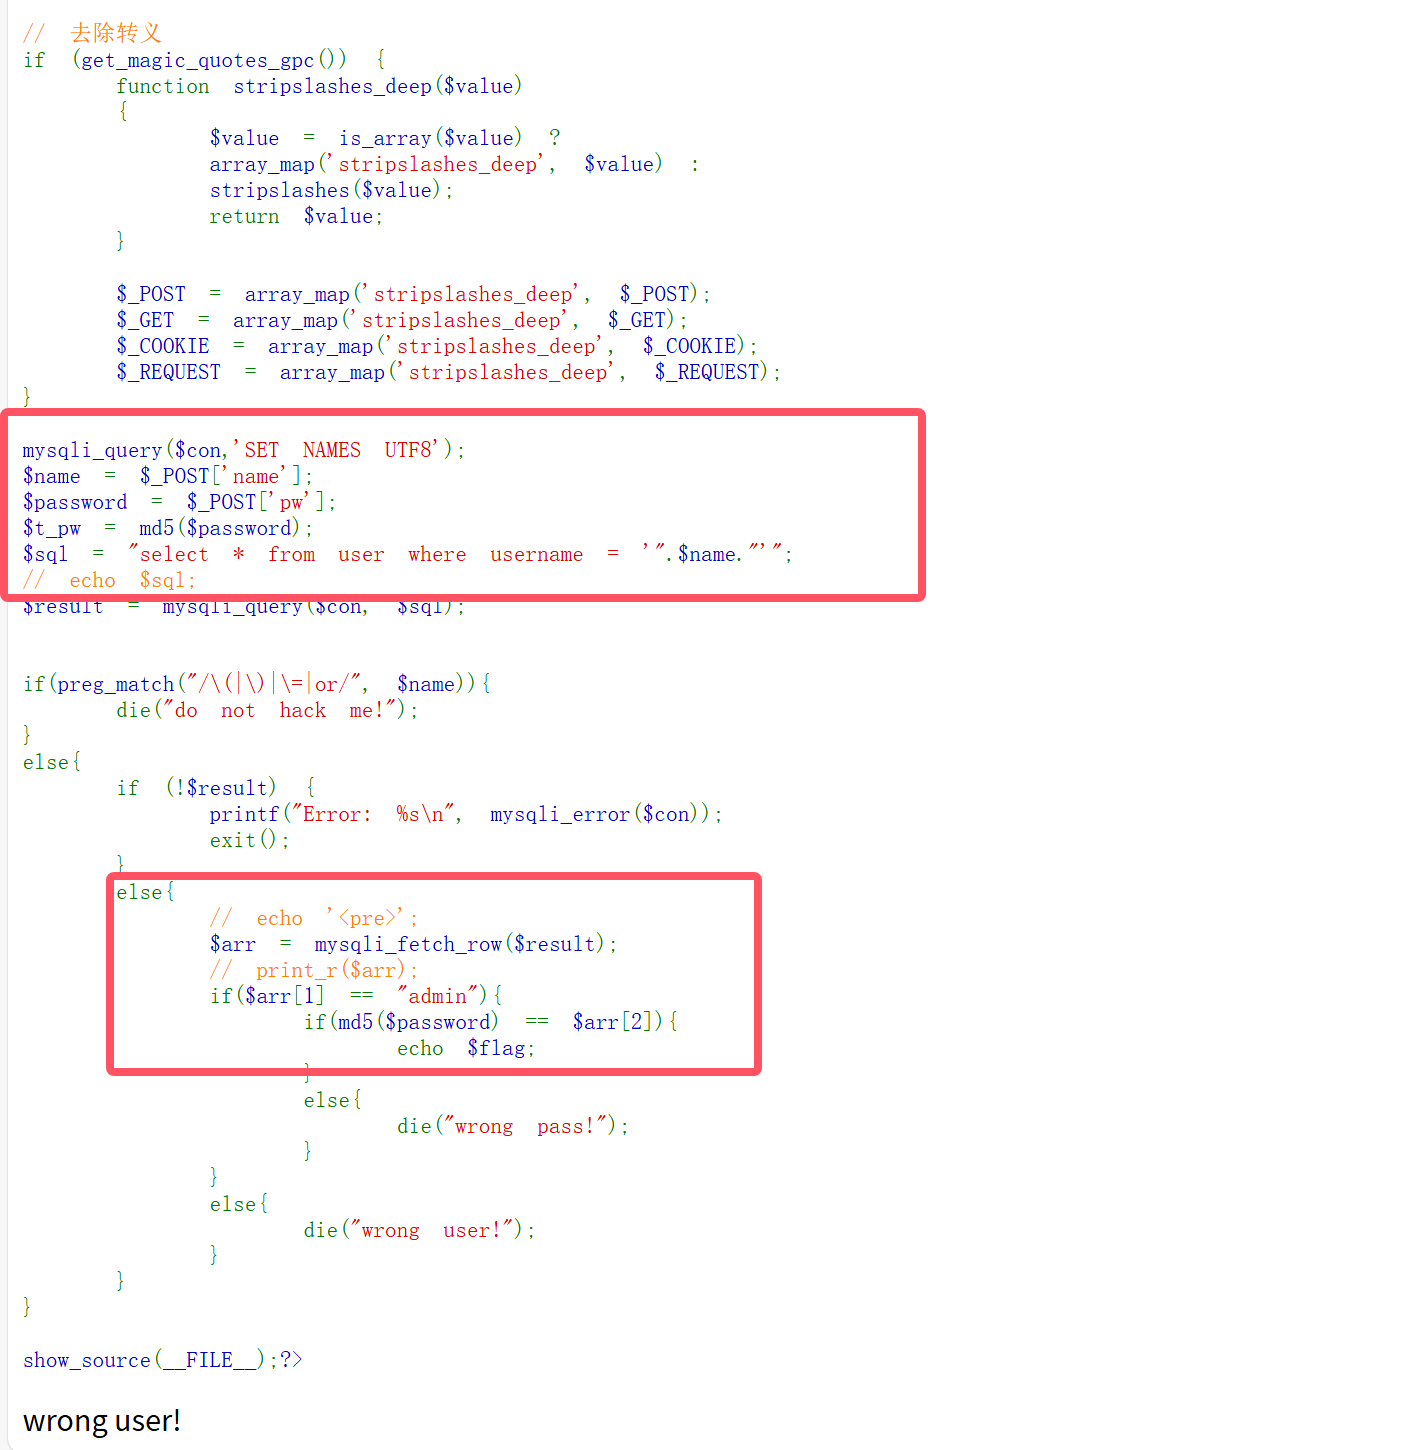 //  去除转义
if  (get_magic_quotes_gpc())  {
        function  stripslashes_deep($value)
        {
                $value  =  is_array($value)  ?
                array_map('stripslashes_deep',  $value)  :
                stripslashes($value);
                return  $value;
        }

        $_POST  =  array_map('stripslashes_deep',  $_POST);
        $_GET  =  array_map('stripslashes_deep',  $_GET);
        $_COOKIE  =  array_map('stripslashes_deep',  $_COOKIE);
        $_REQUEST  =  array_map('stripslashes_deep',  $_REQUEST);
}

mysqli_query($con,'SET  NAMES  UTF8');
$name  =  $_POST['name'];
$password  =  $_POST['pw'];
$t_pw  =  md5($password);
$sql  =  "select  *  from  user  where  username  =  '".$name."'";
//  echo  $sql;
$result  =  mysqli_query($con,  $sql);

if(preg_match("/\(|\)|\=|or/",  $name)){
        die("do  not  hack  me!");
}
else{
        if  (!$result)  {
                printf("Error:  %s\n",  mysqli_error($con));
                exit();
        }
        else{
                //  echo  '<pre>';
                $arr  =  mysqli_fetch_row($result);
                //  print_r($arr);
                if($arr[1]  ==  "admin"){
                        if(md5($password)  ==  $arr[2]){
                                echo  $flag;
                        }
                        else{
                                die("wrong  pass!");
                        }
                }
                else{
                        die("wrong  user!");
                }
        }
}

show_source(__FILE__);?>
wrong user!